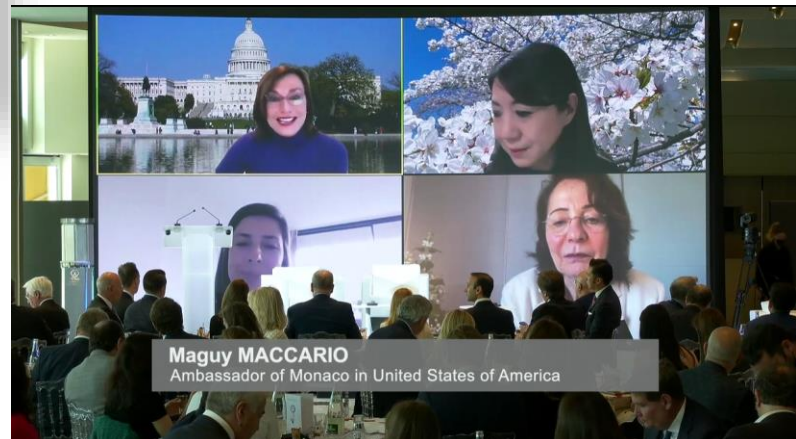 Maguy MACCARIO
Ambassador of Monaco in United States of America